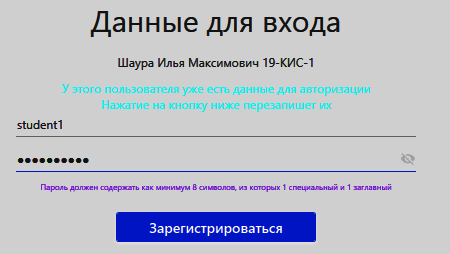 Данные для входа
Шаура Илья Максимович 19-КИС-1
У этого пользователя уже есть данные для авторизации
Нажатие на кнопку ниже перезапишет их
student1
••••••••••
Пароль должен содержать как минимум 8 символов, из которых 1 специальный и 1 заглавный
Зарегистрироваться